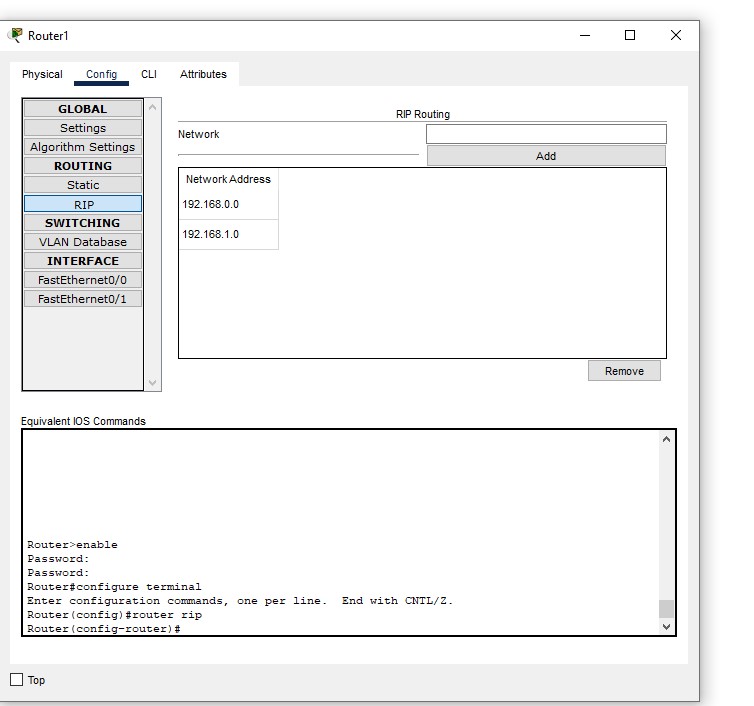 Router1
Physical Config CLI Attributes
GLOBAL
Settings
Algorithm Settings
ROUTING
Static
RIP
SWITCHING
VLAN Database
INTERFACE
FastEthernet0/0
FastEthernet0/1
RIP Routing
Network
Add
Network Address
192.168.0.0
192.168.1.0
Remove
Equivalent IOS Commands
Router>enable
Password:
Password:
Router#configure terminal
Enter configuration commands, one per line.  End with CNTL/Z.
Router(config)#router rip
Router(config-router)#
Top